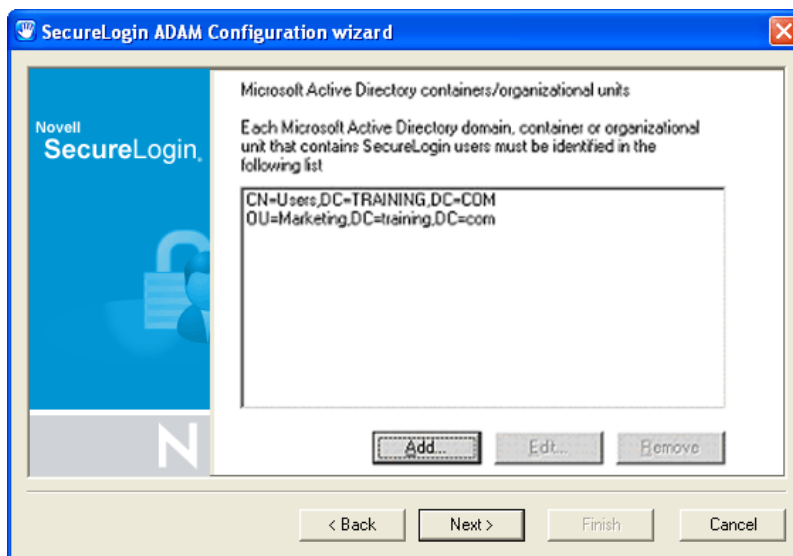 SecureLogin ADAM Configuration wizard
Novell
SecureLogin.
Microsoft Active Directory containers/organizational units
Each Microsoft Active Directory domain, container or organizational
unit that contains SecureLogin users must be identified in the
following list
CN=Users,DC=TRAINING,DC=COM
OU=Marketing,DC=training,DC=com
N
Add...
Edit...
Remove
< Back
Next >
Finish
Cancel